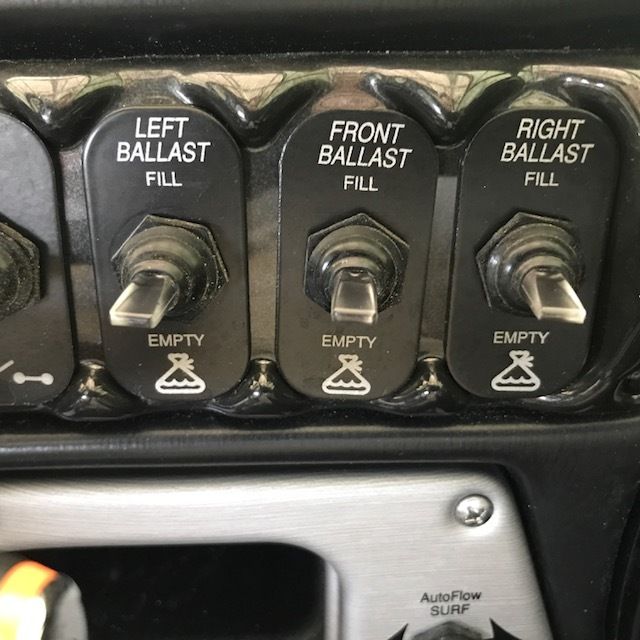 LEFT
BALLAST
FILL
EMPTY
FRONT
BALLAST
FILL
EMPTY
RIGHT
BALLAST
FILL
EMPTY
AutoFlow
SURF